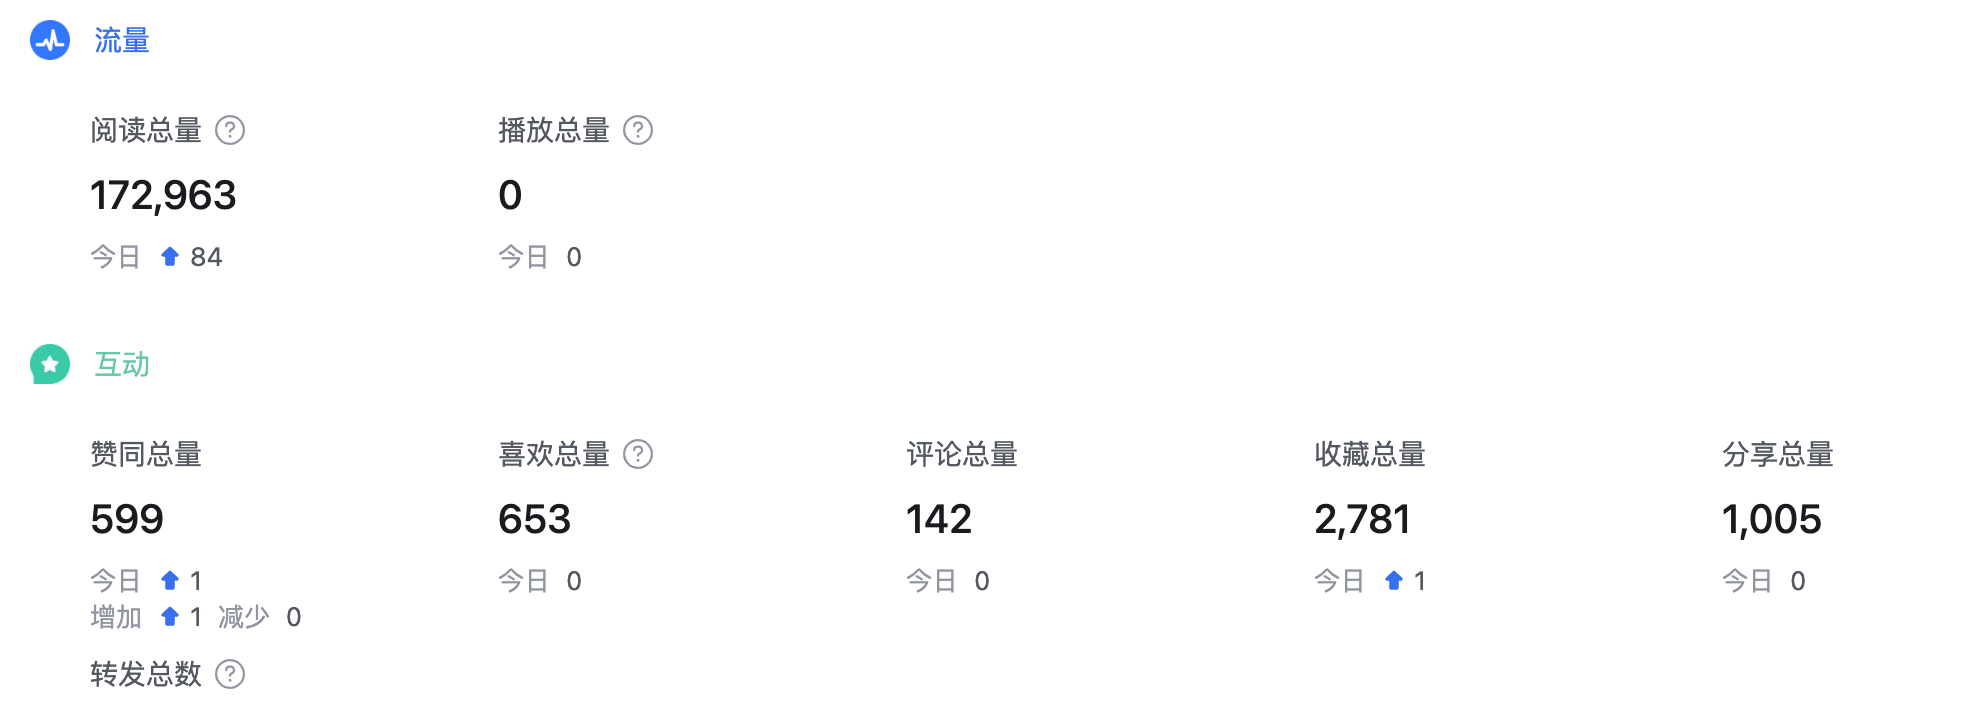 流量
阅读总量 播放总量
172,963 0
今日 84 今日 0
互动
赞同总量 喜欢总量 评论总量 收藏总量 分享总量
599 653 142 2,781 1,005
今日 1 今日 0 今日 0 今日 1 今日 0
增加 1 减少 0
转发总数